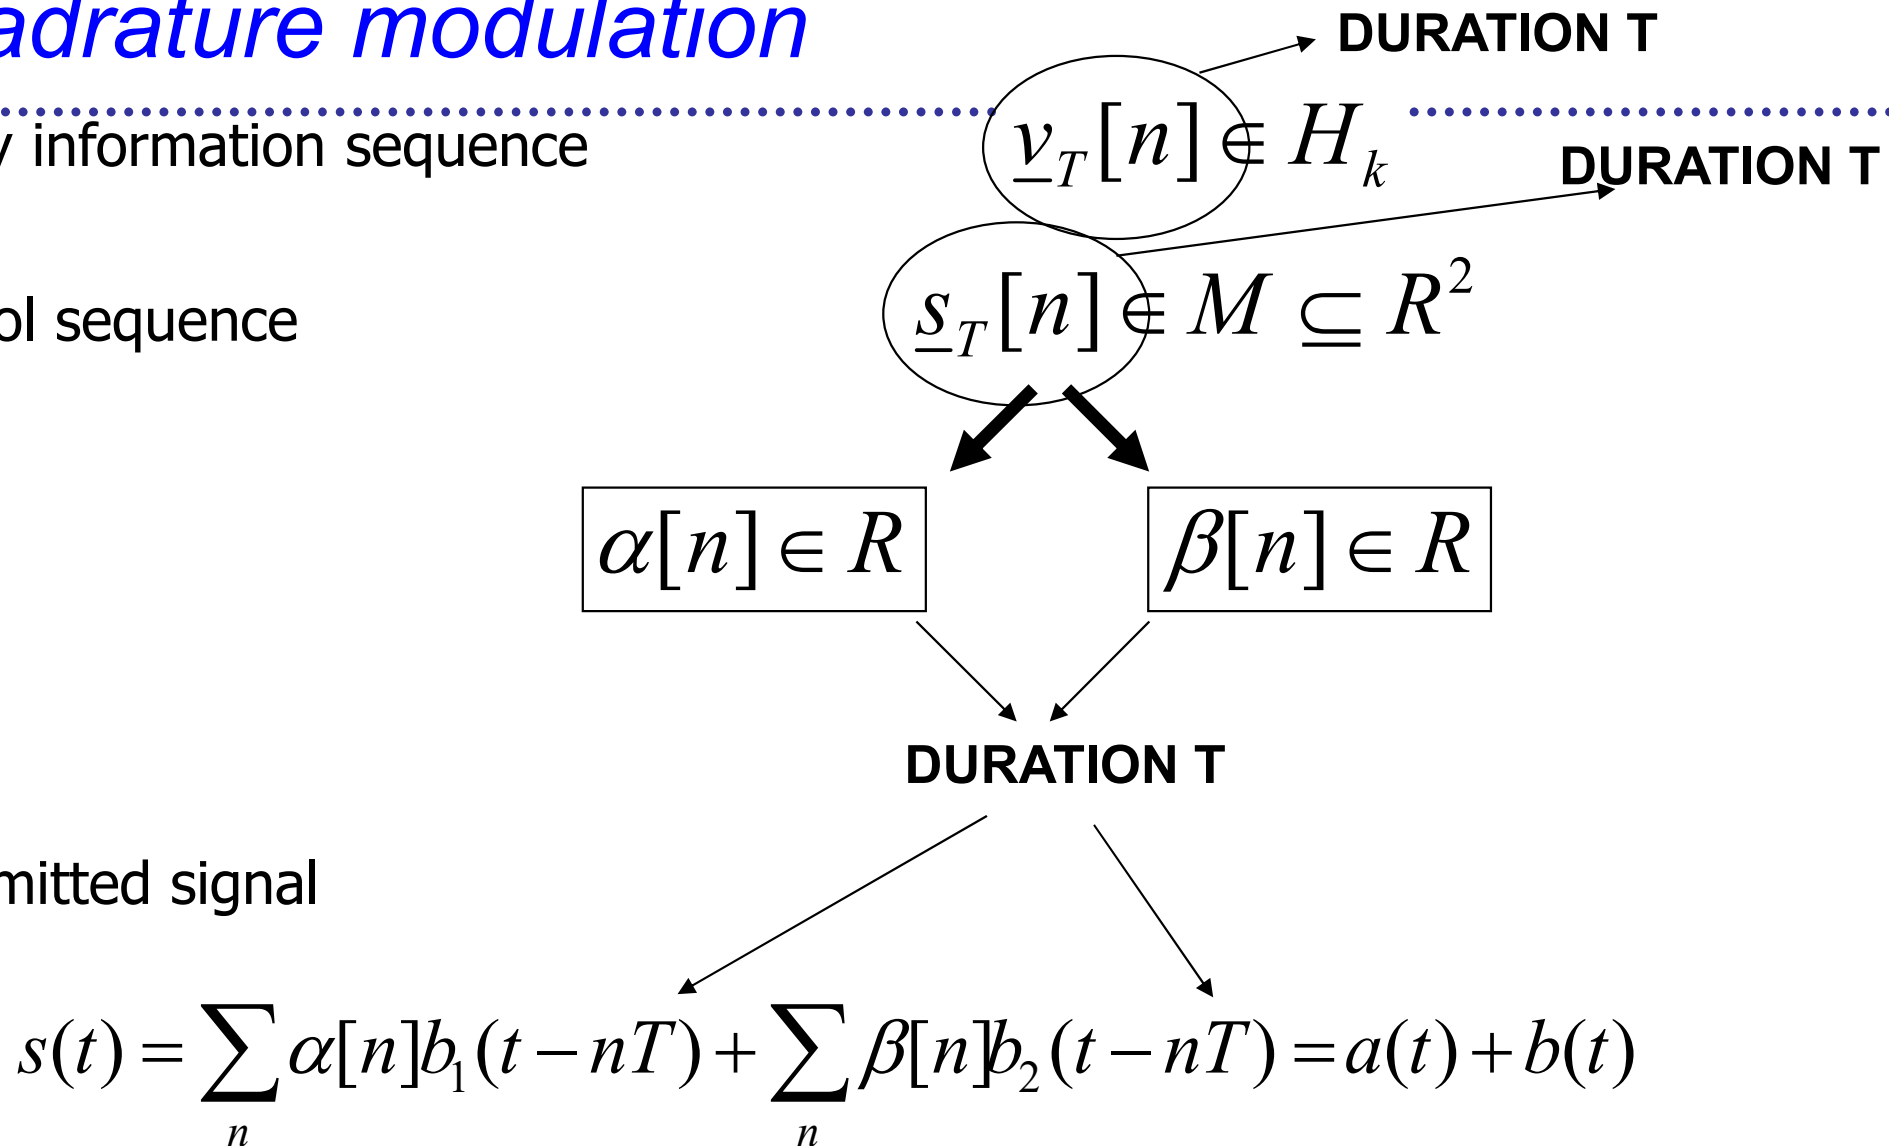 adrature modulation
DURATION T
y information sequence
v_T[n] ∈ H_k
DURATION T
ol sequence
s_T[n] ∈ M ⊆ R²
α[n] ∈ R
β[n] ∈ R
DURATION T
mitted signal
s(t) = ∑_n α[n]b₁(t − nT) + ∑_n β[n]b₂(t − nT) = a(t) + b(t)